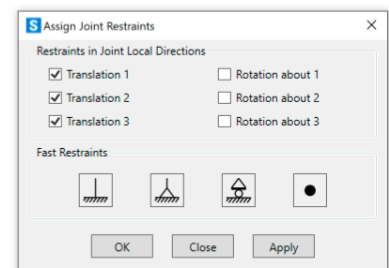 S Assign Joint Restraints
Restraints in Joint Local Directions
Translation 1 Rotation about 1
Translation 2 Rotation about 2
Translation 3 Rotation about 3
Fast Restraints
OK Close Apply